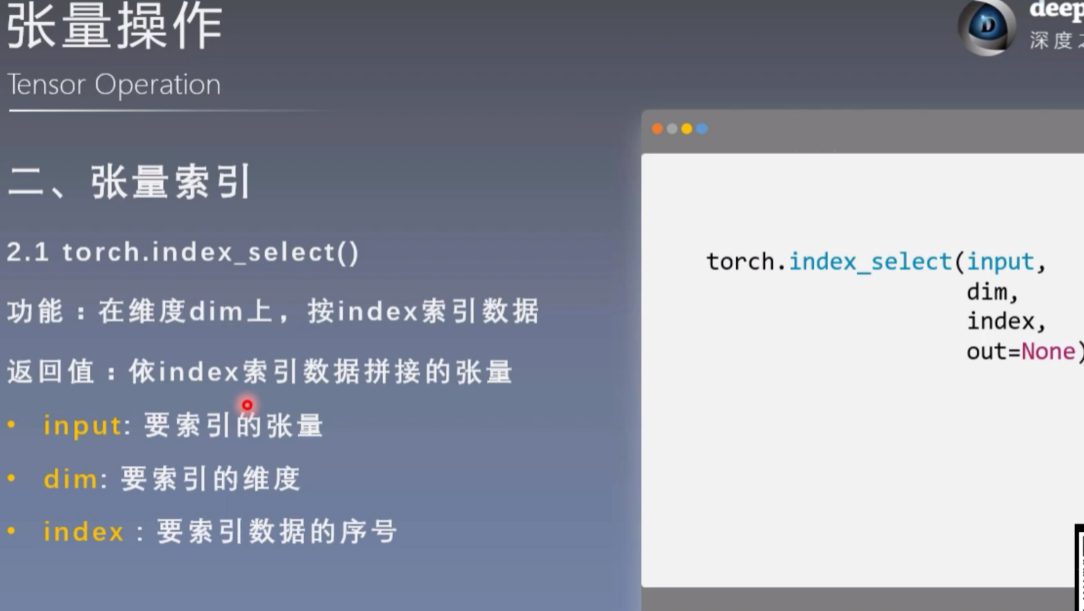 张量操作
Tensor Operation
deep
深度之
二、张量索引
2.1 torch.index_select()
功能：在维度dim上，按index索引数据
返回值：依index索引数据拼接的张量
• input: 要索引的张量
• dim: 要索引的维度
• index：要索引数据的序号
torch.index_select(input,
dim,
index,
out=None)